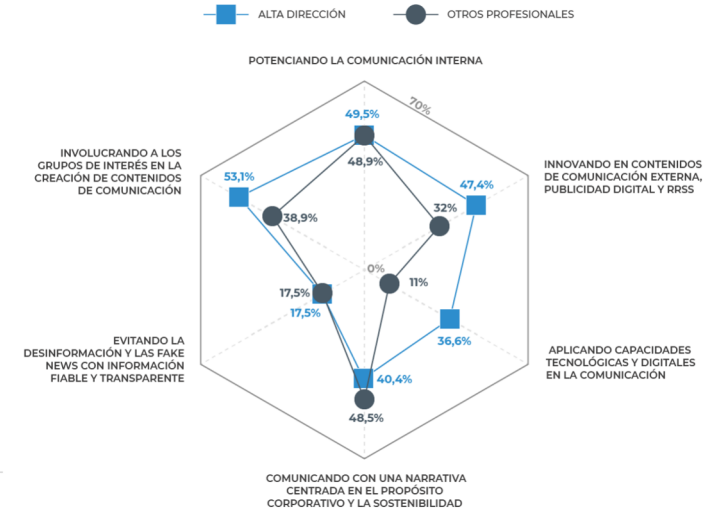 ALTA DIRECCIÓN
OTROS PROFESIONALES
POTENCIANDO LA COMUNICACIÓN INTERNA
70%
49,5%
48,9%
INVOLUCRANDO A LOS
GRUPOS DE INTERÉS EN LA
CREACIÓN DE CONTENIDOS
DE COMUNICACIÓN
53,1%
38,9%
INNOVANDO EN CONTENIDOS
DE COMUNICACIÓN EXTERNA,
PUBLICIDAD DIGITAL Y RRSS
47,4%
32%
0%
11%
36,6%
17,5%
17,5%
EVITANDO LA
DESINFORMACIÓN Y LAS FAKE
NEWS CON INFORMACIÓN
FIABLE Y TRANSPARENTE
APLICANDO CAPACIDADES
TECNOLÓGICAS Y DIGITALES
EN LA COMUNICACIÓN
40,4%
48,5%
COMUNICANDO CON UNA NARRATIVA
CENTRADA EN EL PROPÓSITO
CORPORATIVO Y LA SOSTENIBILIDAD